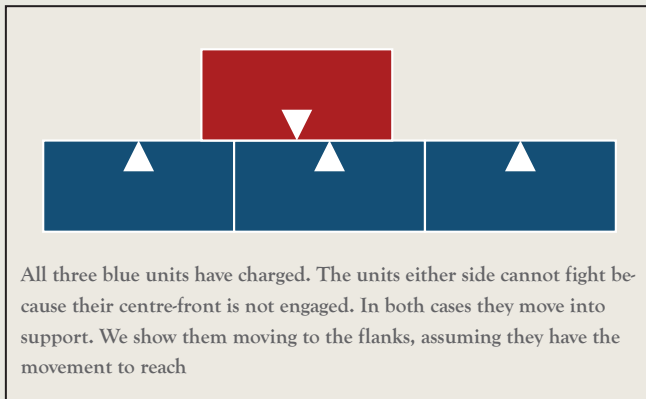 All three blue units have charged. The units either side cannot fight be-
cause their centre-front is not engaged. In both cases they move into
support. We show them moving to the flanks, assuming they have the
movement to reach